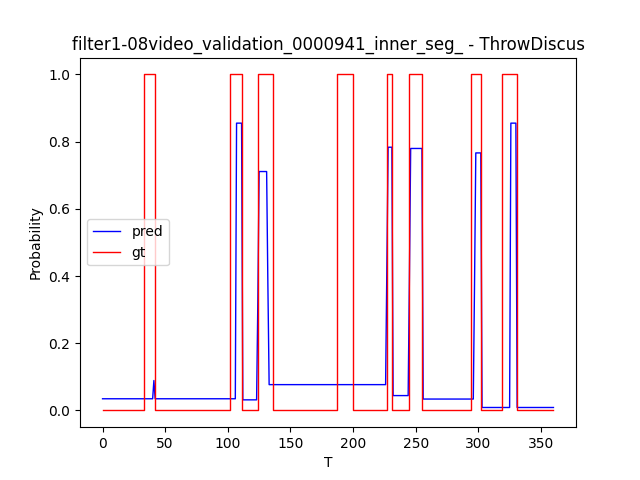 filter1-08video_validation_0000941_inner_seg_ - ThrowDiscus
1.0
0.8
0.6
0.4
0.2
0.0
Probability
pred
gt
0 50 100 150 200 250 300 350
T